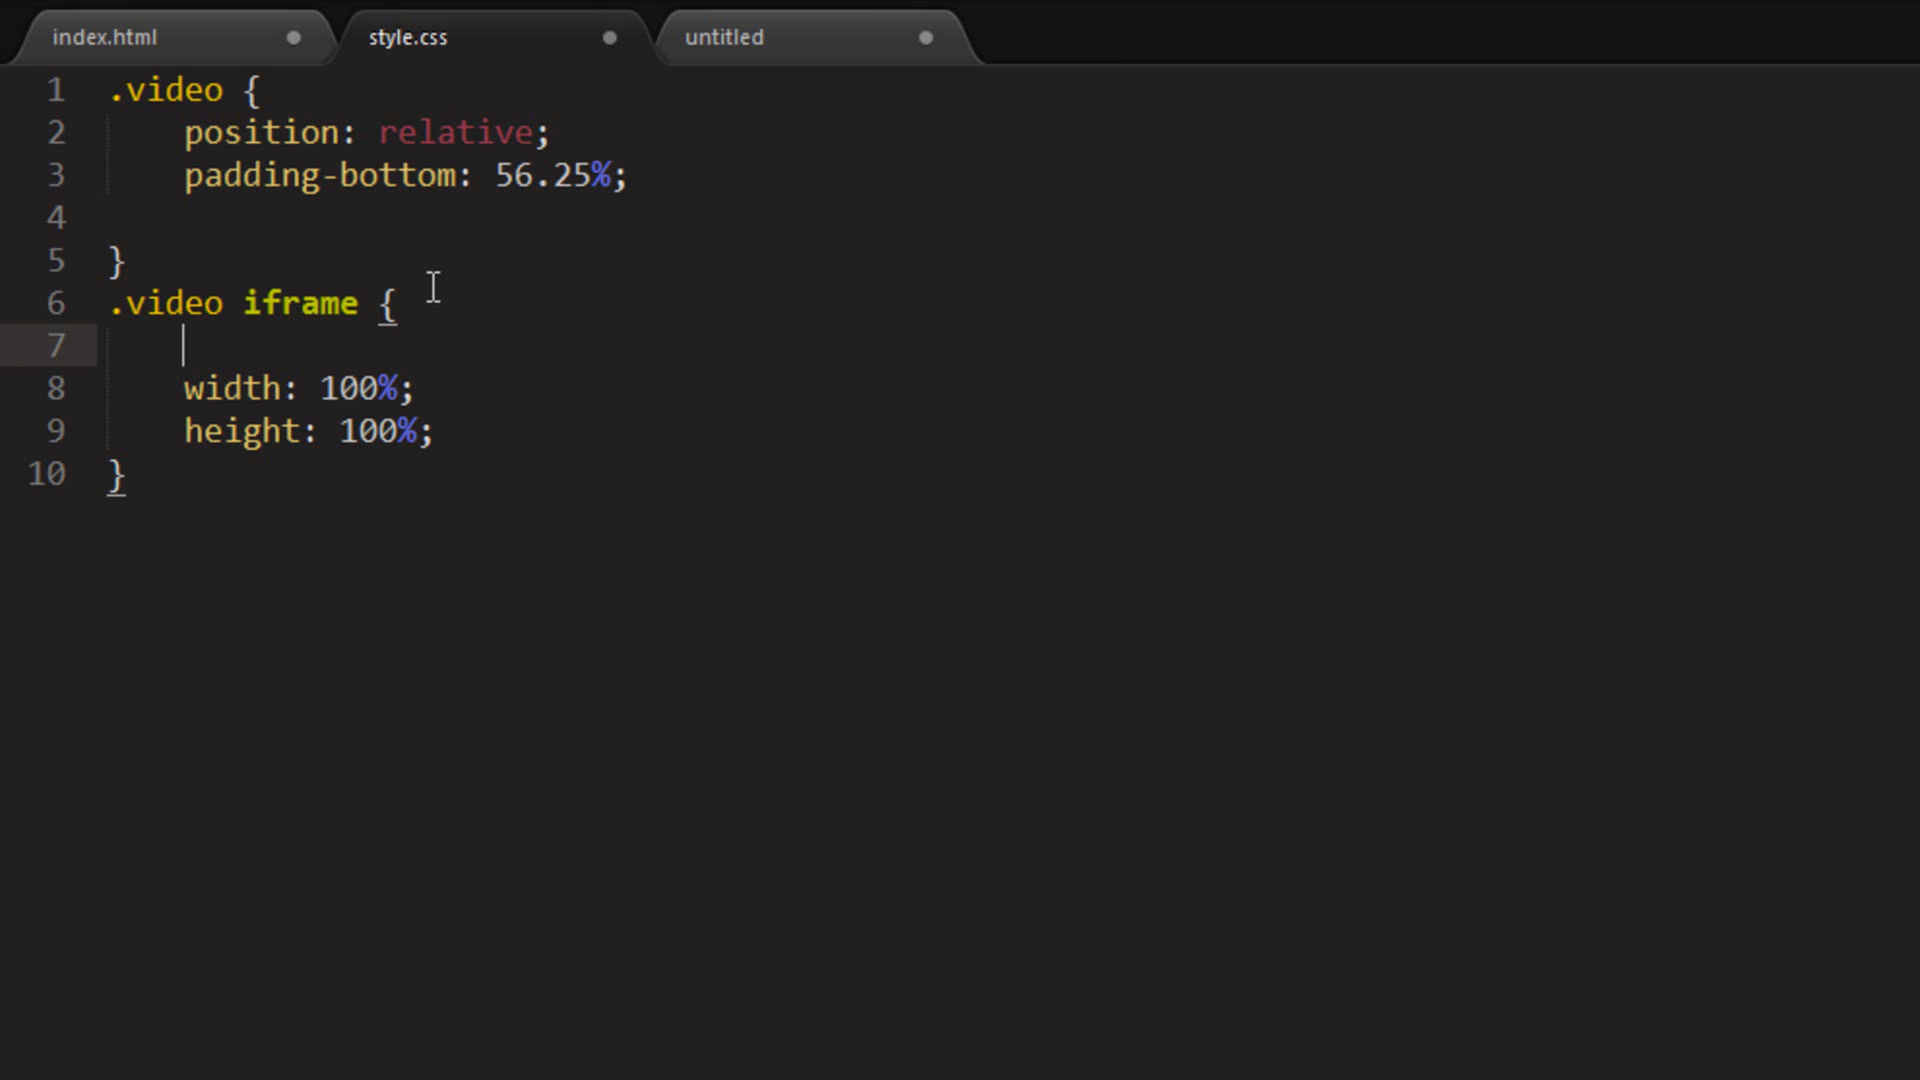 index.html style.css untitled
1 .video {
2 position: relative;
3 padding-bottom: 56.25%;
4
5 }
6 .video iframe {
7
8 width: 100%;
9 height: 100%;
10 }